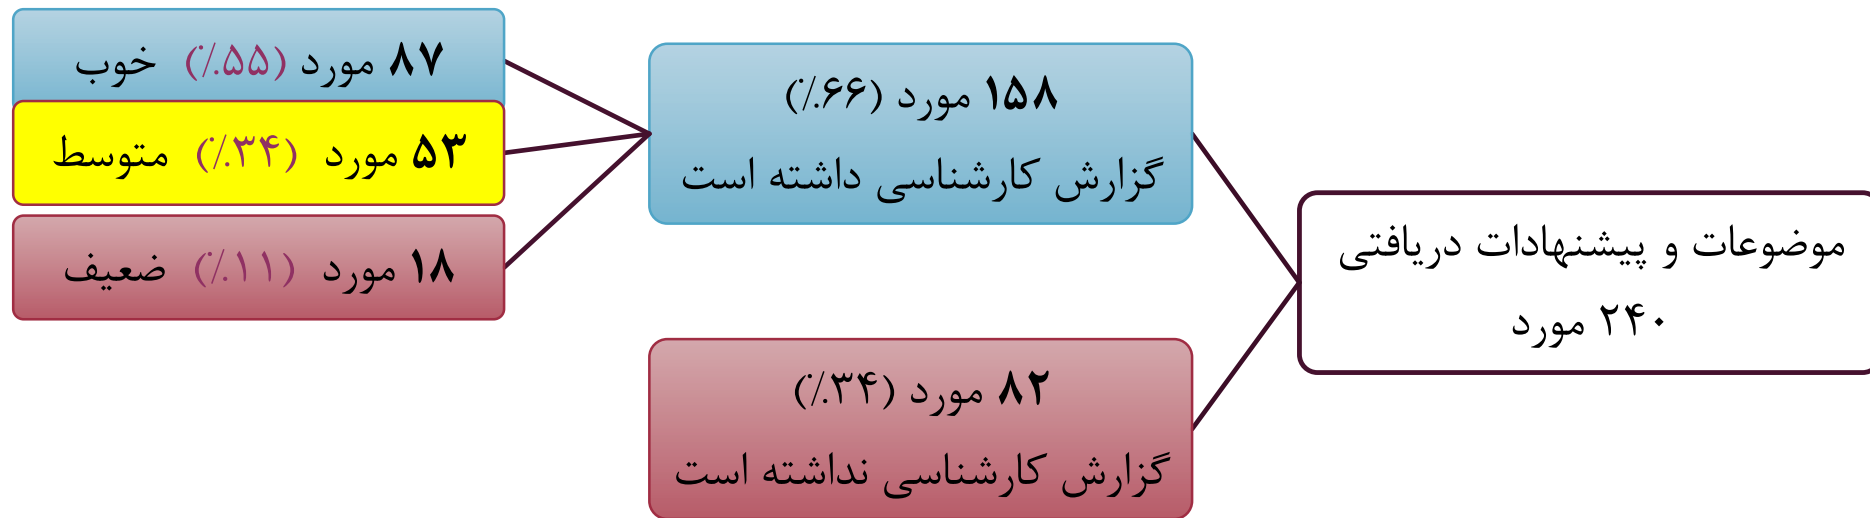 موضوعات و پیشنهادات دریافتی
۲۴۰ مورد
۱۵۸ مورد (۶۶٪)
گزارش کارشناسی داشته است
۸۲ مورد (۳۴٪)
گزارش کارشناسی نداشته است
۸۷ مورد (۵۵٪) خوب
۵۳ مورد (۳۴٪) متوسط
۱۸ مورد (۱۱٪) ضعیف